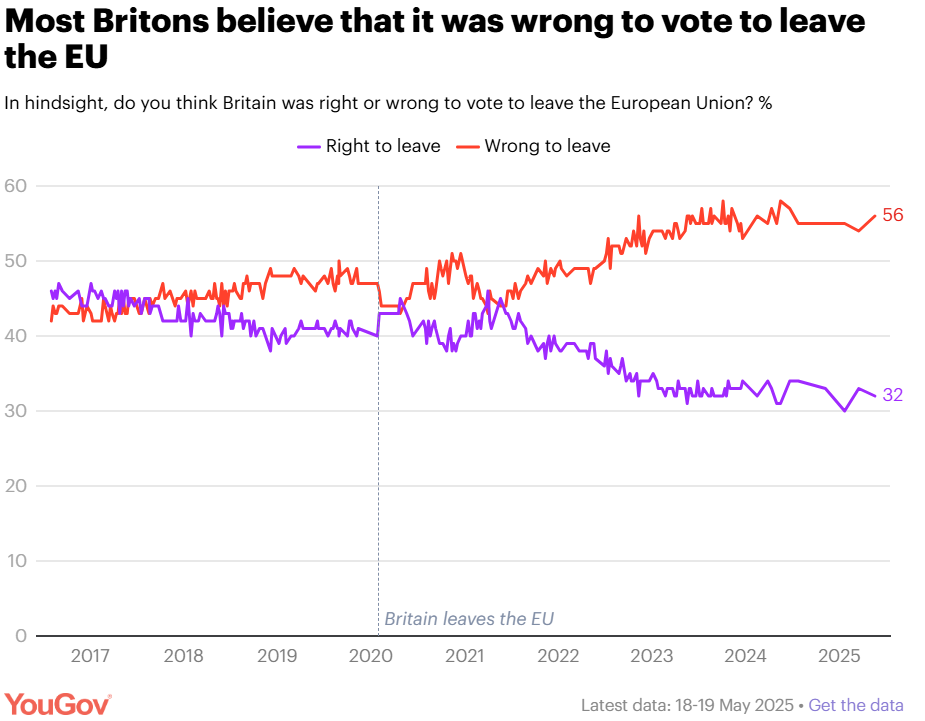 Most Britons believe that it was wrong to vote to leave
the EU
In hindsight, do you think Britain was right or wrong to vote to leave the European Union? %
Right to leave Wrong to leave
60
56
50
40
32
30
20
10
Britain leaves the EU
0
2017 2018 2019 2020 2021 2022 2023 2024 2025
YouGov® Latest data: 18-19 May 2025 • Get the data